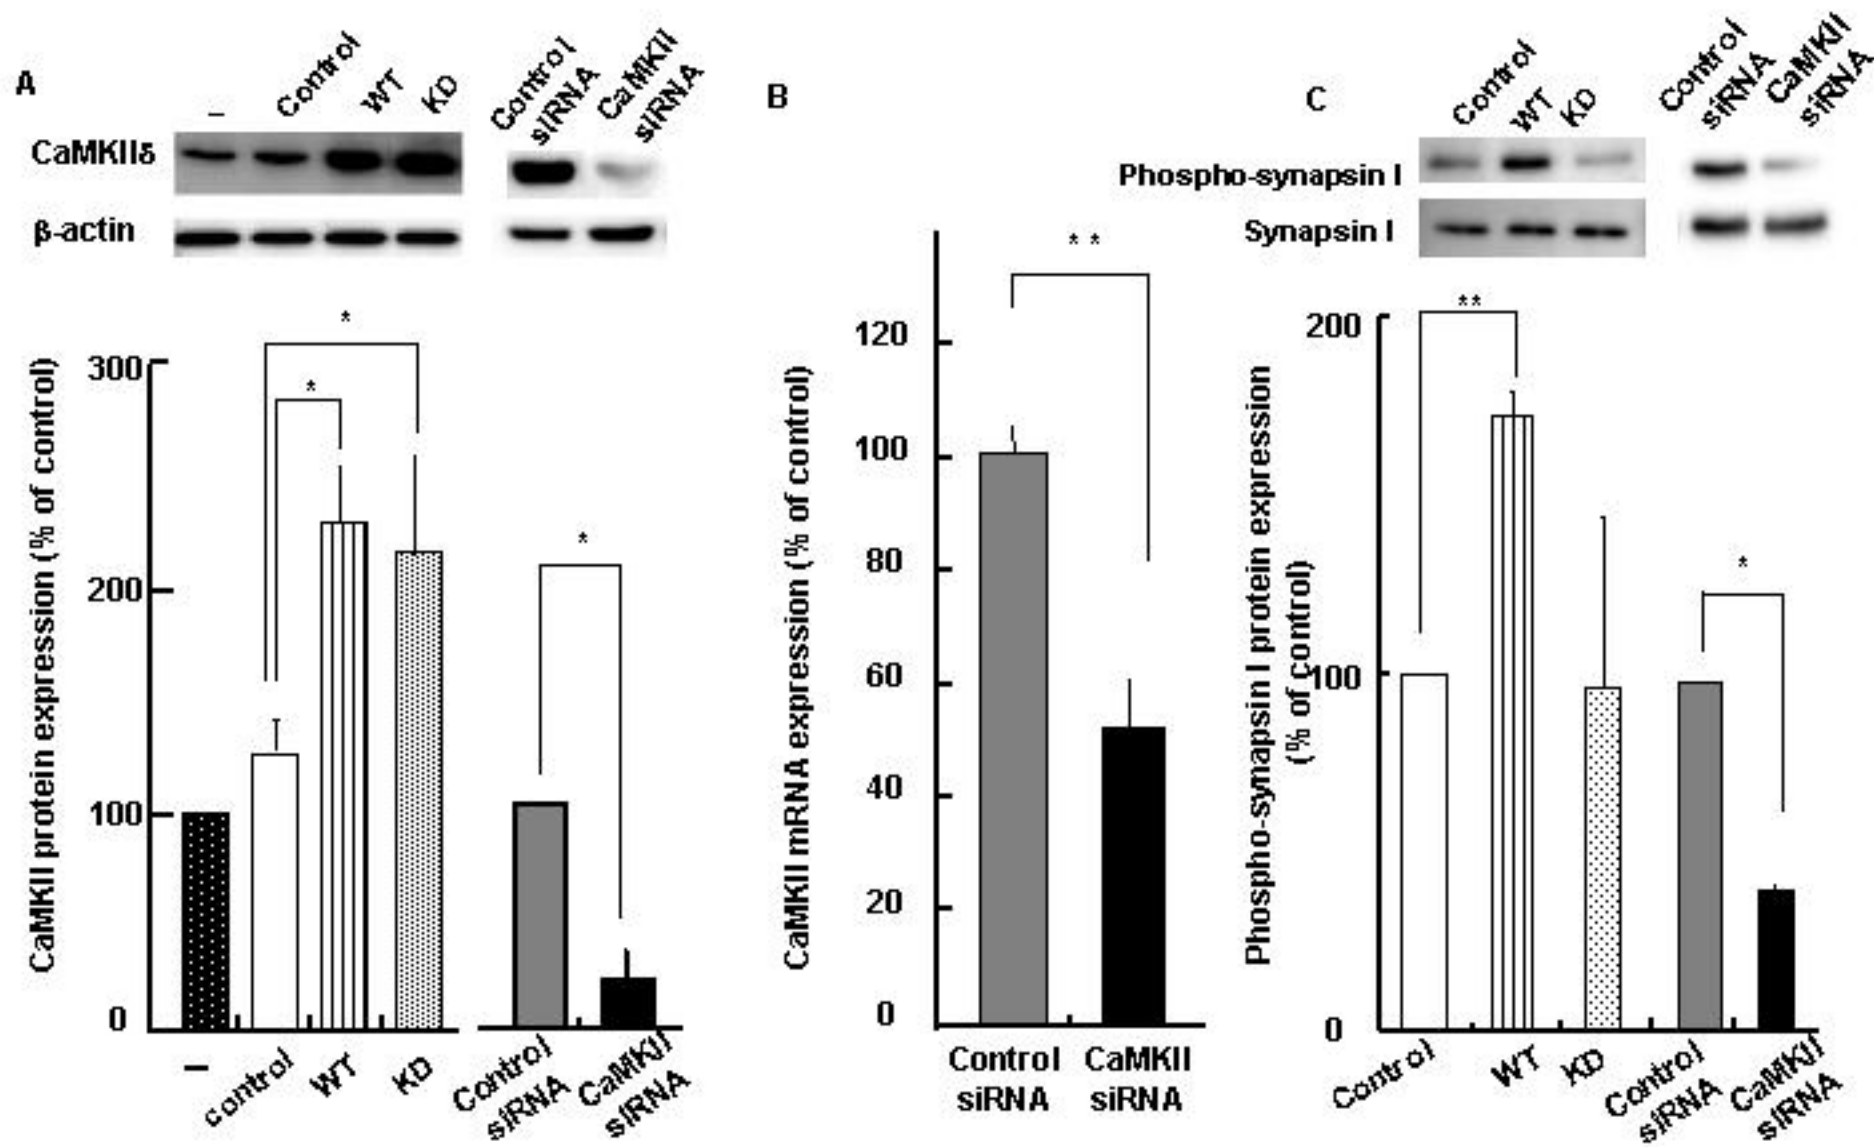 A
–
Control
WT
KD
Control
siRNA
CaMKII
siRNA
CaMKIIδ
β-actin
CaMKII protein expression (% of control)
300
200
100
0
*
*
*
–
control
WT
KD
Control
siRNA
CaMKII
siRNA
B
CaMKII mRNA expression (% of control)
120
100
80
60
40
20
0
* *
Control
siRNA
CaMKII
siRNA
C
Control
WT
KD
Control
siRNA
CaMKII
siRNA
Phospho-synapsin I
Synapsin I
Phospho-synapsin I protein expression
(% of control)
200
100
0
**
*
Control
WT
KD
Control
siRNA
CaMKII
siRNA